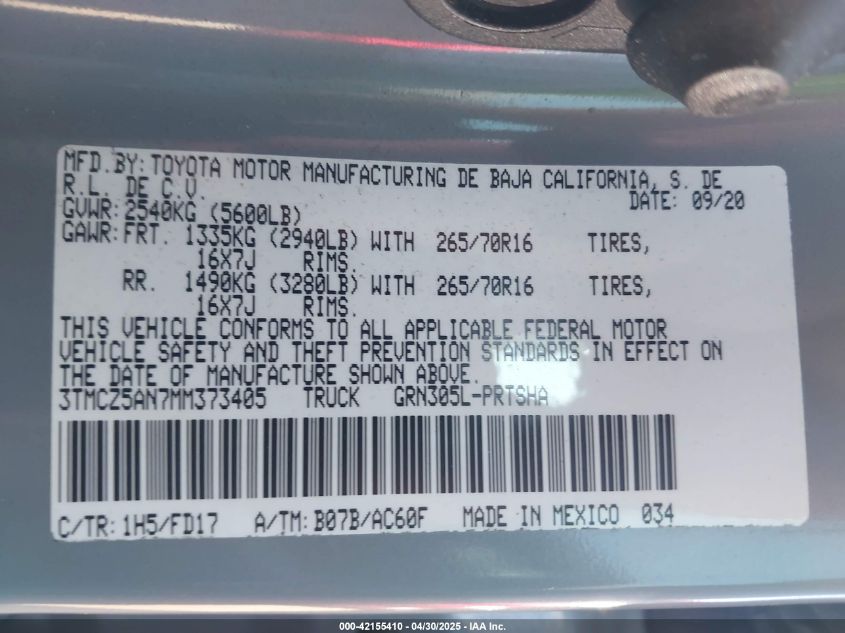 MFD.BY:TOYOTA MOTOR MANUFACTURING DE BAJA CALIFORNIA, S. DE
R.L. DE C.V.
DATE: 09/20
GVWR:2540KG (5600LB)
GAWR:FRT. 1335KG (2940LB) WITH 265/70R16 TIRES,
16X7J RIMS.
RR. 1490KG (3280LB) WITH 265/70R16 TIRES,
16X7J RIMS.
THIS VEHICLE CONFORMS TO ALL APPLICABLE FEDERAL MOTOR
VEHICLE SAFETY AND THEFT PREVENTION STANDARDS IN EFFECT ON
THE DATE OF MANUFACTURE SHOWN ABOVE.
3TMCZ5AN7MM373405 TRUCK GRN305L-PRTSHA
C/TR:1H5/FD17 A/TM:B07B/AC60F MADE IN MEXICO 034
000-42155410 - 04/30/2025 - IAA Inc.